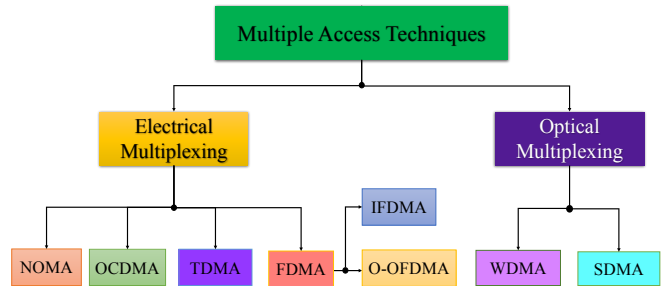 Multiple Access Techniques
Electrical
Multiplexing
Optical
Multiplexing
IFDMA
NOMA
OCDMA
TDMA
FDMA
O-OFDMA
WDMA
SDMA